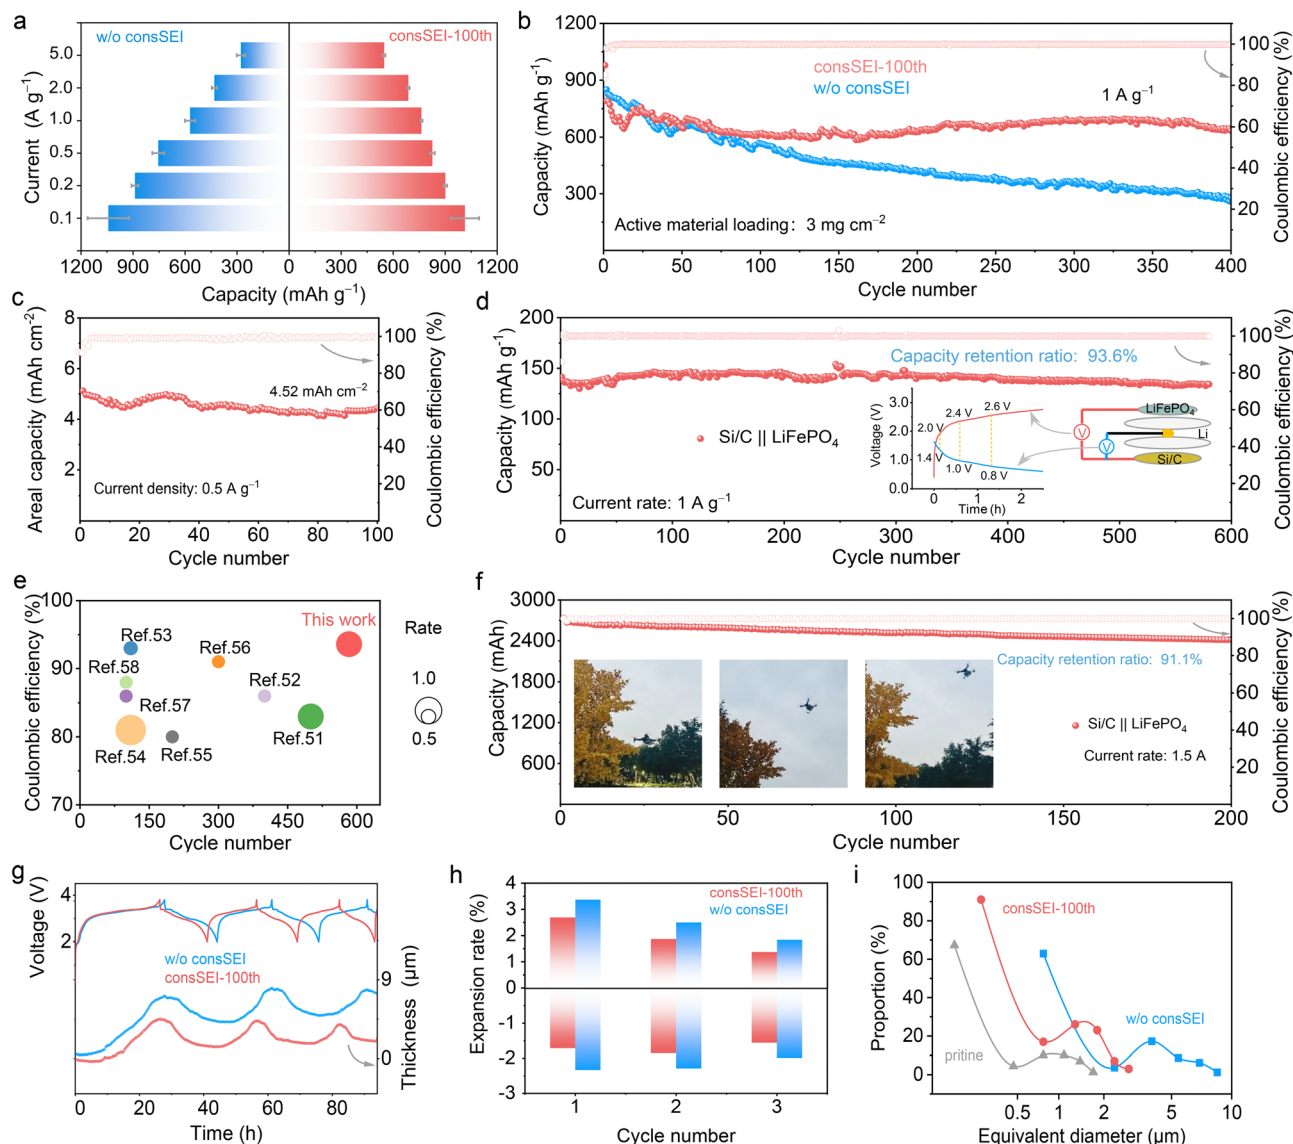 a
w/o consSEI
consSEI-100th
Current (A g⁻¹)
5.0
2.0
1.0
0.5
0.2
0.1
1200 900 600 300 0 300 600 900 1200
Capacity (mAh g⁻¹)
b
Capacity (mAh g⁻¹)
1200
900
600
300
consSEI-100th
w/o consSEI
1 A g⁻¹
Active material loading: 3 mg cm⁻²
100
80
60
40
20
Coulombic efficiency (%)
0 50 100 150 200 250 300 350 400
Cycle number
c
Areal capacity (mAh cm⁻²)
8
6
4
2
4.52 mAh cm⁻²
Current density: 0.5 A g⁻¹
100
80
60
40
20
Coulombic efficiency (%)
0 20 40 60 80 100
Cycle number
d
Capacity (mAh g⁻¹)
200
150
100
50
Capacity retention ratio: 93.6%
Si/C || LiFePO₄
Current rate: 1 A g⁻¹
Voltage (V)
3.0
2.0
1.0
0.0
2.0 V
2.4 V
2.6 V
1.4 V
1.0 V
0.8 V
0 1 2
Time (h)
V
V
LiFePO₄
Li
Si/C
100
80
60
40
20
Coulombic efficiency (%)
0 50 100 150 200 250 300 350 400 450 500 550 600
Cycle number
e
Coulombic efficiency (%)
100
90
80
70
This work
Ref.53
Ref.56
Ref.58
Ref.52
Ref.57
Ref.51
Ref.54
Ref.55
Rate
1.0
0.5
0 150 300 450 600
Cycle number
f
Capacity (mAh)
3000
2400
1800
1200
600
Capacity retention ratio: 91.1%
Si/C || LiFePO₄
Current rate: 1.5 A
100
80
60
40
20
Coulombic efficiency (%)
0 50 100 150 200
Cycle number
g
Voltage (V)
4
2
w/o consSEI
consSEI-100th
9
0
Thickness (μm)
0 20 40 60 80
Time (h)
h
Expansion rate (%)
4
3
2
1
0
-1
-2
-3
consSEI-100th
w/o consSEI
1 2 3
Cycle number
i
Proportion (%)
100
80
60
40
20
0
consSEI-100th
w/o consSEI
pritine
0.5 1 2 5 10
Equivalent diameter (μm)